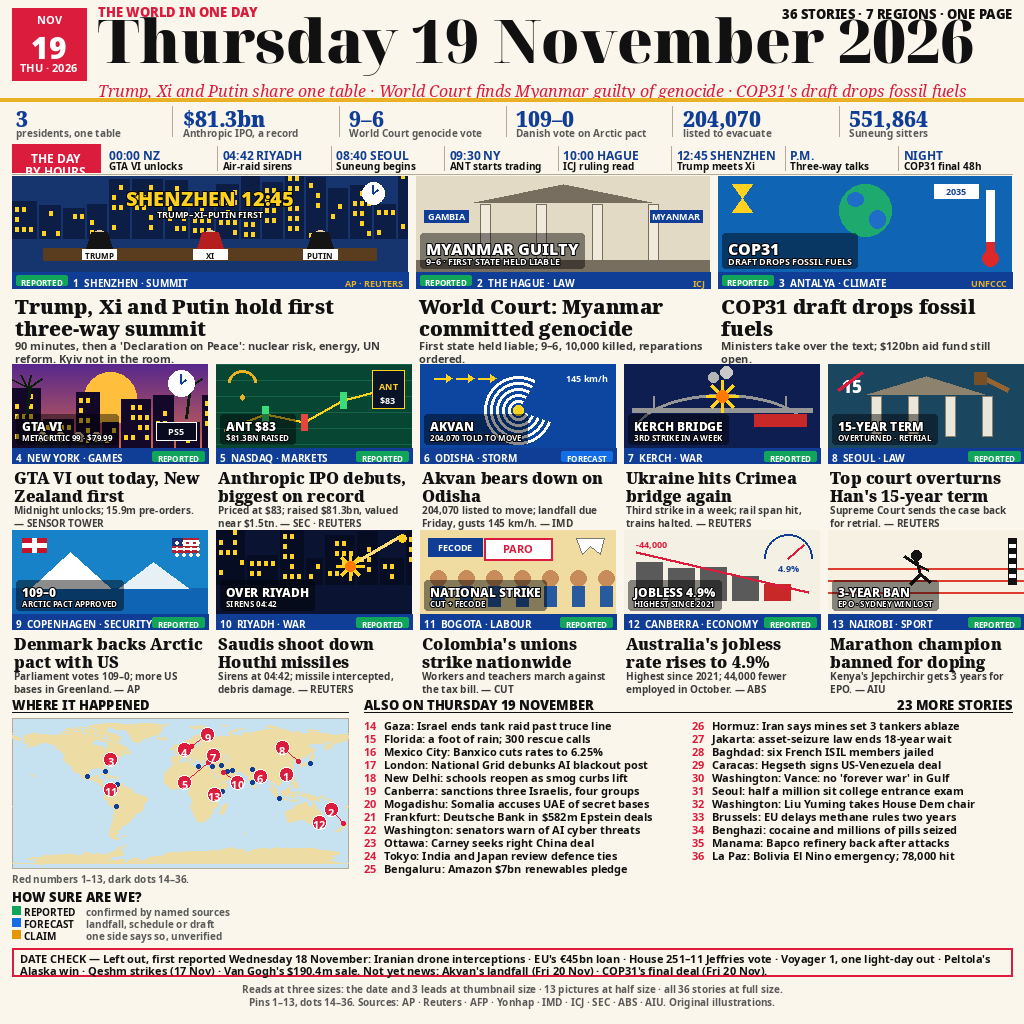 NOV
19
THU · 2026
THE WORLD IN ONE DAY
36 STORIES · 7 REGIONS · ONE PAGE
Thursday 19 November 2026
Trump, Xi and Putin share one table · World Court finds Myanmar guilty of genocide · COP31's draft drops fossil fuels
3
presidents, one table
$81.3bn
Anthropic IPO, a record
9–6
World Court genocide vote
109–0
Danish vote on Arctic pact
204,070
listed to evacuate
551,864
Suneung sitters
THE DAY
BY HOURS
00:00 NZ
GTA VI unlocks
04:42 RIYADH
Air-raid sirens
08:40 SEOUL
Suneung begins
09:30 NY
ANT starts trading
10:00 HAGUE
ICJ ruling read
12:45 SHENZHEN
Trump meets Xi
P.M.
Three-way talks
NIGHT
COP31 final 48h
SHENZHEN 12:45
TRUMP–XI–PUTIN FIRST
TRUMP
XI
PUTIN
REPORTED 1 SHENZHEN · SUMMIT AP · REUTERS
Trump, Xi and Putin hold first
three-way summit
90 minutes, then a 'Declaration on Peace': nuclear risk, energy, UN
reform. Kyiv not in the room.
GAMBIA
MYANMAR
MYANMAR GUILTY
9–6 · FIRST STATE HELD LIABLE
REPORTED 2 THE HAGUE · LAW ICJ
World Court: Myanmar
committed genocide
First state held liable; 9–6, 10,000 killed, reparations
ordered.
2035
COP31
DRAFT DROPS FOSSIL FUELS
REPORTED 3 ANTALYA · CLIMATE UNFCCC
COP31 draft drops fossil
fuels
Ministers take over the text; $120bn aid fund still
open.
GTA VI
METACRITIC 99 · $79.99
PS5
4 NEW YORK · GAMES REPORTED
GTA VI out today, New
Zealand first
Midnight unlocks; 15.9m pre-orders.
— SENSOR TOWER
ANT
$83
ANT $83
$81.3BN RAISED
5 NASDAQ · MARKETS REPORTED
Anthropic IPO debuts,
biggest on record
Priced at $83; raised $81.3bn, valued
near $1.5tn. — SEC · REUTERS
145 km/h
AKVAN
204,070 TOLD TO MOVE
6 ODISHA · STORM FORECAST
Akvan bears down on
Odisha
204,070 listed to move; landfall due
Friday, gusts 145 km/h. — IMD
KERCH BRIDGE
3RD STRIKE IN A WEEK
7 KERCH · WAR REPORTED
Ukraine hits Crimea
bridge again
Third strike in a week; rail span hit,
trains halted. — REUTERS
15
15-YEAR TERM
OVERTURNED · RETRIAL
8 SEOUL · LAW REPORTED
Top court overturns
Han's 15-year term
Supreme Court sends the case back
for retrial. — REUTERS
109–0
ARCTIC PACT APPROVED
9 COPENHAGEN · SECURITY REPORTED
Denmark backs Arctic
pact with US
Parliament votes 109–0; more US
bases in Greenland. — AP
OVER RIYADH
SIRENS 04:42
10 RIYADH · WAR REPORTED
Saudis shoot down
Houthi missiles
Sirens at 04:42; missile intercepted,
debris damage. — REUTERS
FECODE
PARO
NATIONAL STRIKE
CUT + FECODE
11 BOGOTA · LABOUR REPORTED
Colombia's unions
strike nationwide
Workers and teachers march against
the tax bill. — CUT
-44,000
4.9%
JOBLESS 4.9%
HIGHEST SINCE 2021
12 CANBERRA · ECONOMY REPORTED
Australia's jobless
rate rises to 4.9%
Highest since 2021; 44,000 fewer
employed in October. — ABS
3-YEAR BAN
EPO · SYDNEY WIN LOST
13 NAIROBI · SPORT REPORTED
Marathon champion
banned for doping
Kenya's Jepchirchir gets 3 years for
EPO. — AIU
WHERE IT HAPPENED
9
4
7
8
3
5
10
6
1
11
13
2
12
Red numbers 1–13, dark dots 14–36.
HOW SURE ARE WE?
REPORTED confirmed by named sources
FORECAST landfall, schedule or draft
CLAIM one side says so, unverified
ALSO ON THURSDAY 19 NOVEMBER
23 MORE STORIES
14 Gaza: Israel ends tank raid past truce line
15 Florida: a foot of rain; 300 rescue calls
16 Mexico City: Banxico cuts rates to 6.25%
17 London: National Grid debunks AI blackout post
18 New Delhi: schools reopen as smog curbs lift
19 Canberra: sanctions three Israelis, four groups
20 Mogadishu: Somalia accuses UAE of secret bases
21 Frankfurt: Deutsche Bank in $582m Epstein deals
22 Washington: senators warn of AI cyber threats
23 Ottawa: Carney seeks right China deal
24 Tokyo: India and Japan review defence ties
25 Bengaluru: Amazon $7bn renewables pledge
26 Hormuz: Iran says mines set 3 tankers ablaze
27 Jakarta: asset-seizure law ends 18-year wait
28 Baghdad: six French ISIL members jailed
29 Caracas: Hegseth signs US-Venezuela deal
30 Washington: Vance: no 'forever war' in Gulf
31 Seoul: half a million sit college entrance exam
32 Washington: Liu Yuming takes House Dem chair
33 Brussels: EU delays methane rules two years
34 Benghazi: cocaine and millions of pills seized
35 Manama: Bapco refinery back after attacks
36 La Paz: Bolivia El Nino emergency; 78,000 hit
DATE CHECK — Left out, first reported Wednesday 18 November: Iranian drone interceptions · EU's €45bn loan · House 251–11 Jeffries vote · Voyager 1, one light-day out · Peltola's
Alaska win · Qeshm strikes (17 Nov) · Van Gogh's $190.4m sale. Not yet news: Akvan's landfall (Fri 20 Nov) · COP31's final deal (Fri 20 Nov).
Reads at three sizes: the date and 3 leads at thumbnail size · 13 pictures at half size · all 36 stories at full size.
Pins 1–13, dots 14–36. Sources: AP · Reuters · AFP · Yonhap · IMD · ICJ · SEC · ABS · AIU. Original illustrations.